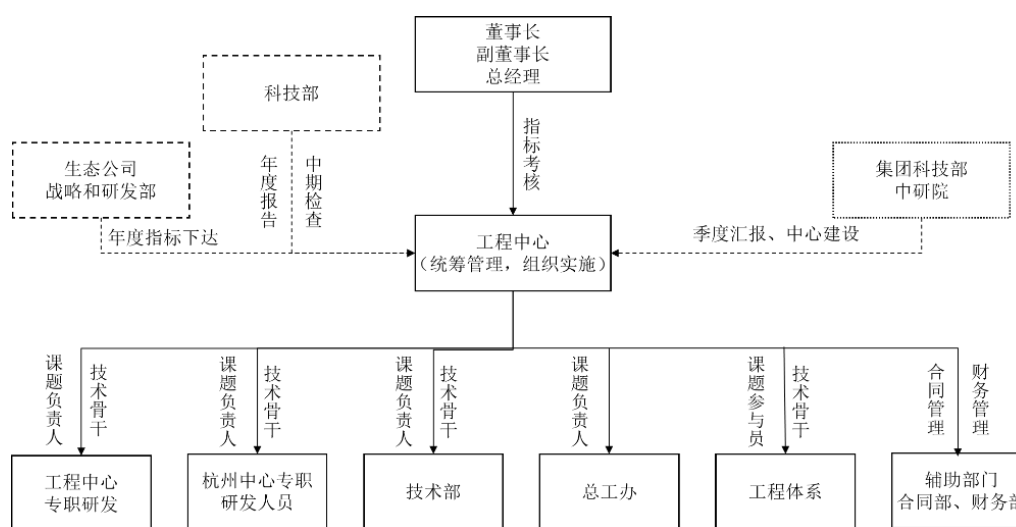 董事长
副董事长
总经理
科技部
生态公司
战略和研发部
年度报告
中期检查
指标考核
集团科技部
中研院
年度指标下达
工程中心
（统筹管理，组织实施）
季度汇报、中心建设
课题负责人
技术骨干
课题负责人
技术骨干
课题负责人
技术骨干
课题负责人
课题参与员
技术骨干
合同管理
财务管理
工程中心
专职研发
杭州中心专职
研发人员
技术部
总工办
工程体系
辅助部门
合同部、财务部